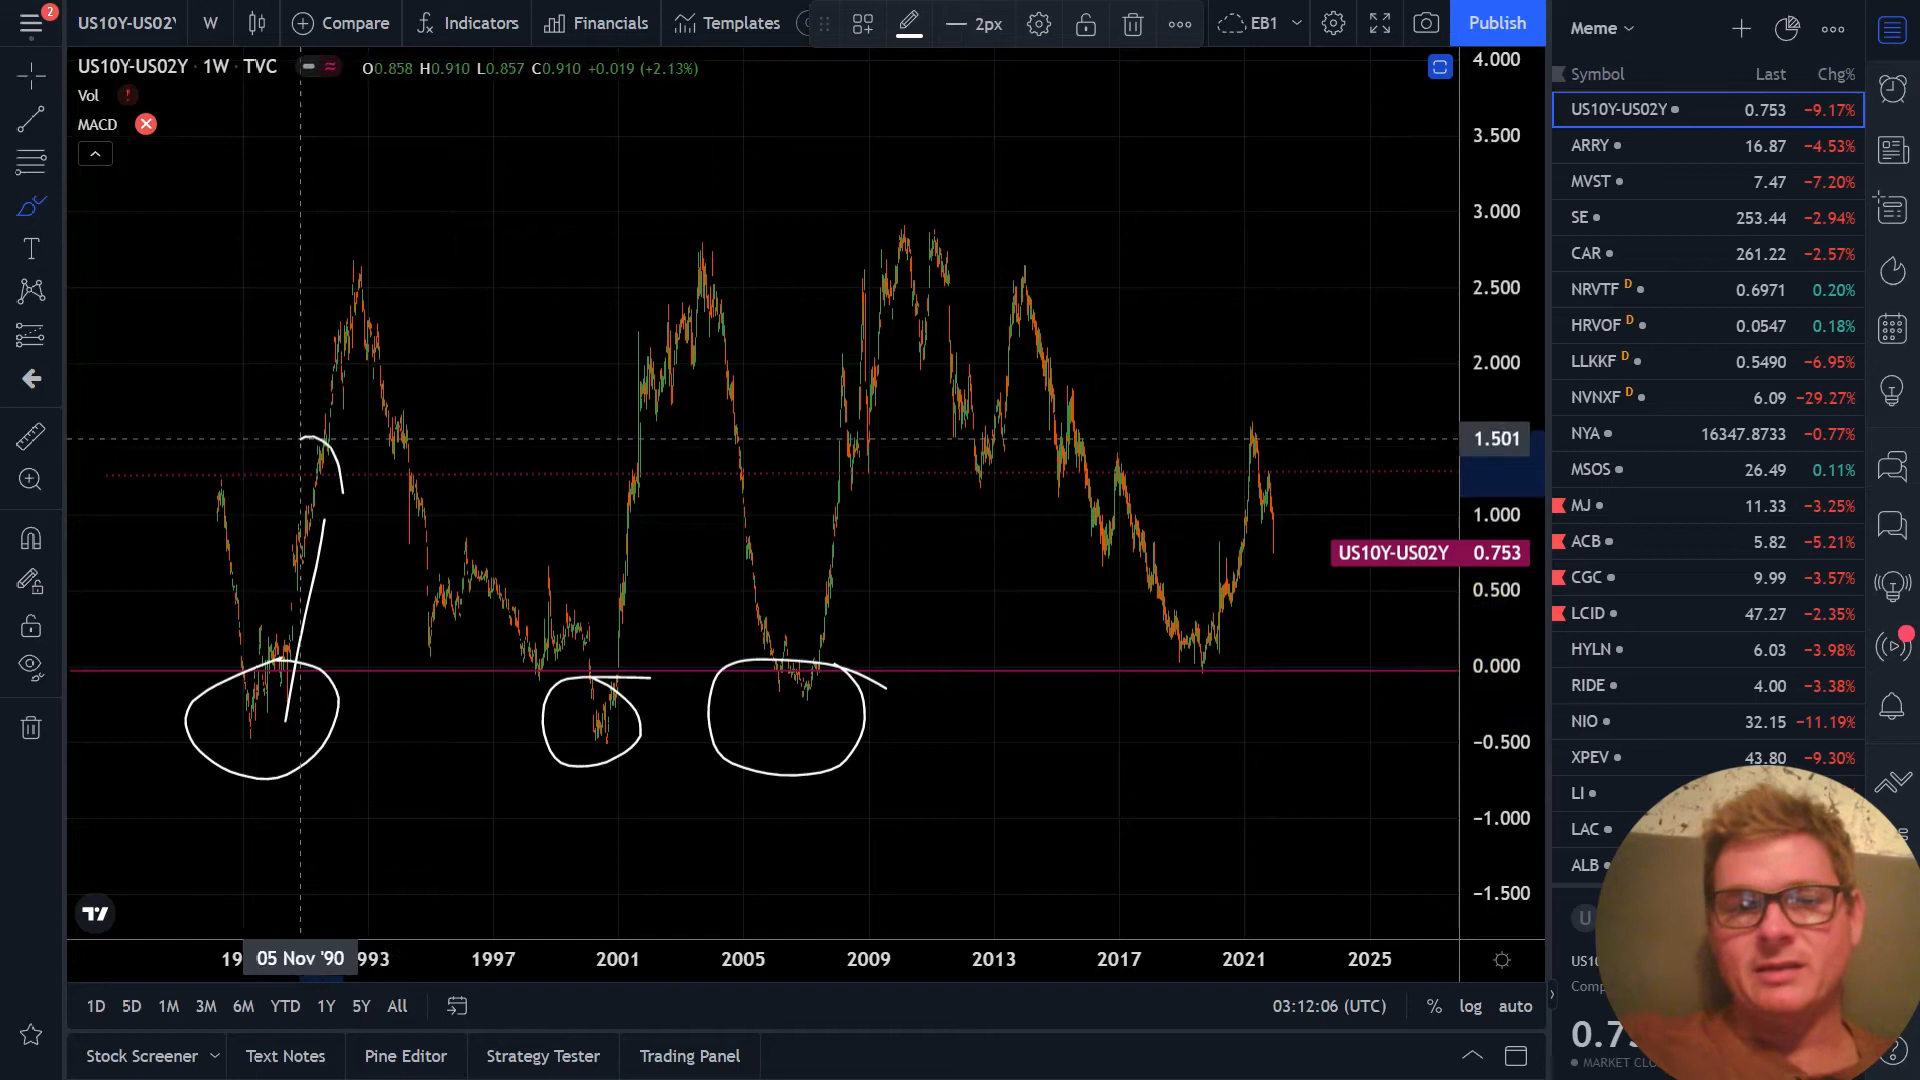 2
US10Y-US02Y W Compare Indicators Financials Templates 2px EB1 Publish
US10Y-US02Y · 1W · TVC O0.858 H0.910 L0.857 C0.910 +0.019 (+2.13%)
Vol !
MACD
4.000
3.500
3.000
2.500
2.000
1.501
1.000
US10Y-US02Y 0.753
0.500
0.000
−0.500
−1.000
−1.500
05 Nov '90 1997 2001 2005 2009 2013 2017 2021 2025
1D 5D 1M 3M 6M YTD 1Y 5Y All 03:12:06 (UTC) % log auto
Stock Screener Text Notes Pine Editor Strategy Tester Trading Panel
Meme
Symbol Last Chg%
US10Y-US02Y 0.753 −9.17%
ARRY 16.87 −4.53%
MVST 7.47 −7.20%
SE 253.44 −2.94%
CAR 261.22 −2.57%
NRVTF D 0.6971 0.20%
HRVOF D 0.0547 0.18%
LLKKF D 0.5490 −6.95%
NVNXF D 6.09 −29.27%
NYA 16347.8733 −0.77%
MSOS 26.49 0.11%
MJ 11.33 −3.25%
ACB 5.82 −5.21%
CGC 9.99 −3.57%
LCID 47.27 −2.35%
HYLN 6.03 −3.98%
RIDE 4.00 −3.38%
NIO 32.15 −11.19%
XPEV 43.80 −9.30%
LI
LAC
ALB
U
MARKET